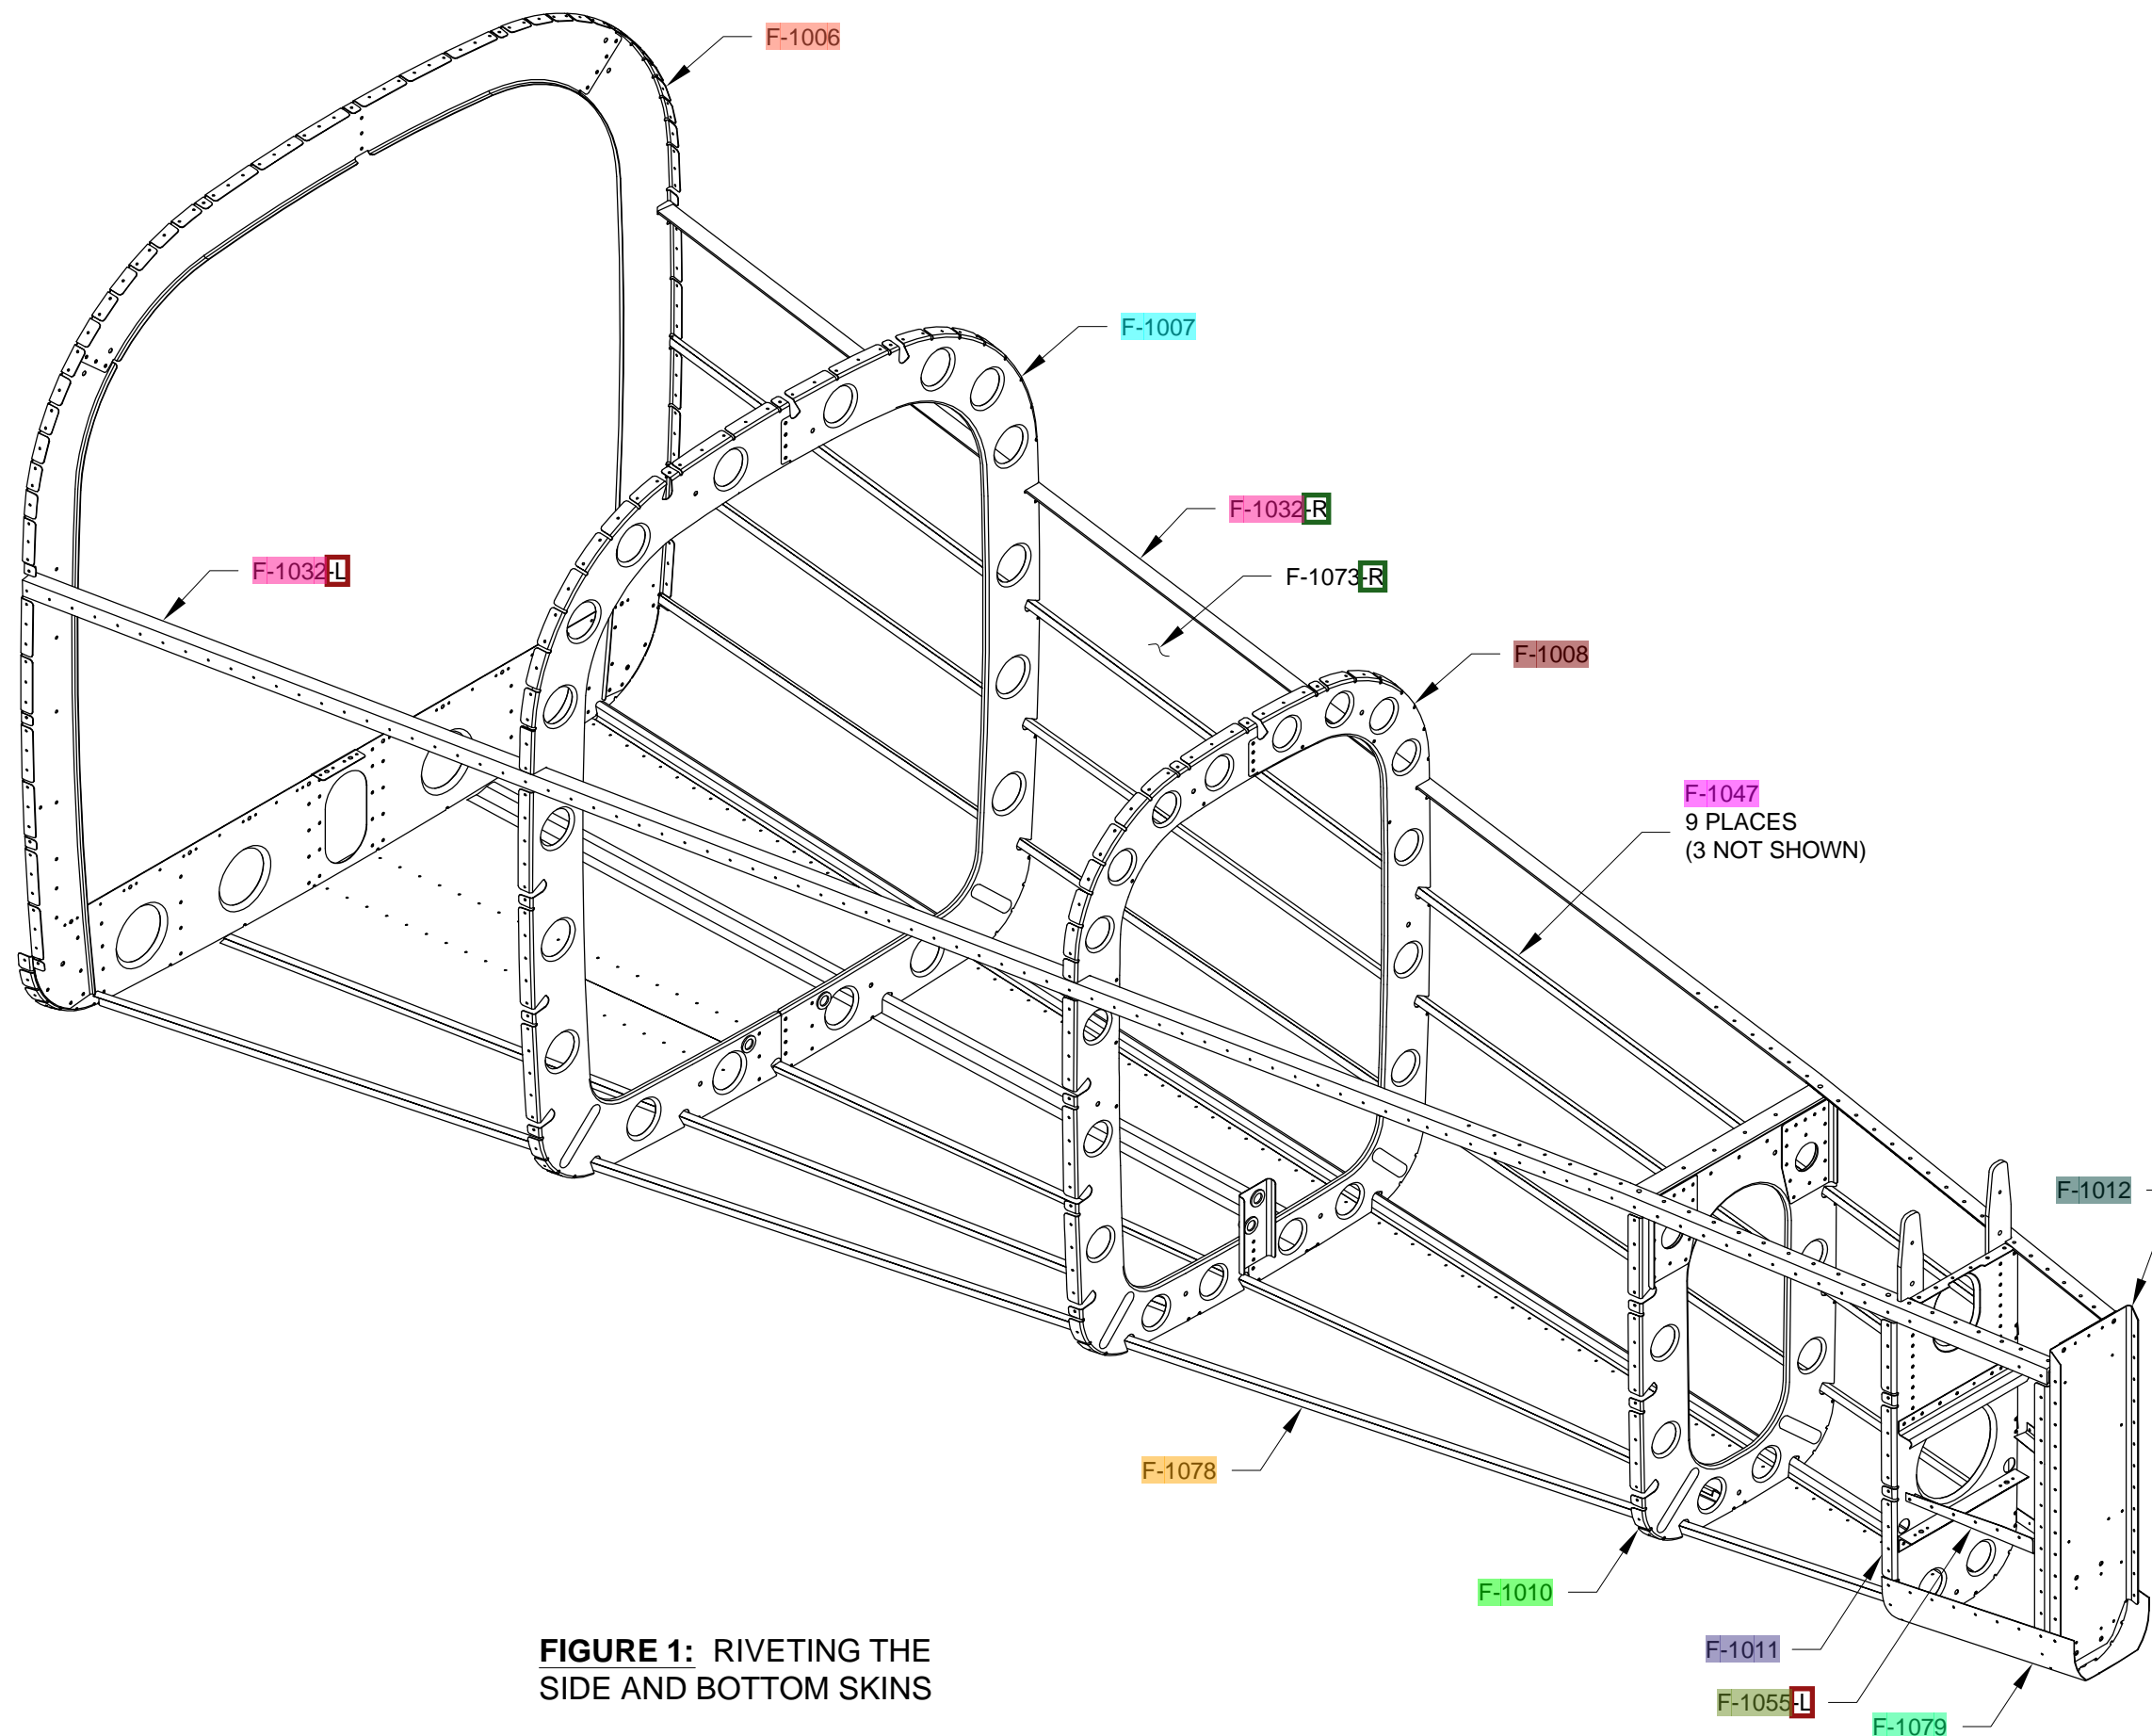 F-1006
F-1007
F-1032-R
F-1032-L
F-1073-R
F-1008
F-1047
9 PLACES
(3 NOT SHOWN)
F-1012
F-1078
F-1010
F-1011
F-1055-L
F-1079
FIGURE 1: RIVETING THE
SIDE AND BOTTOM SKINS